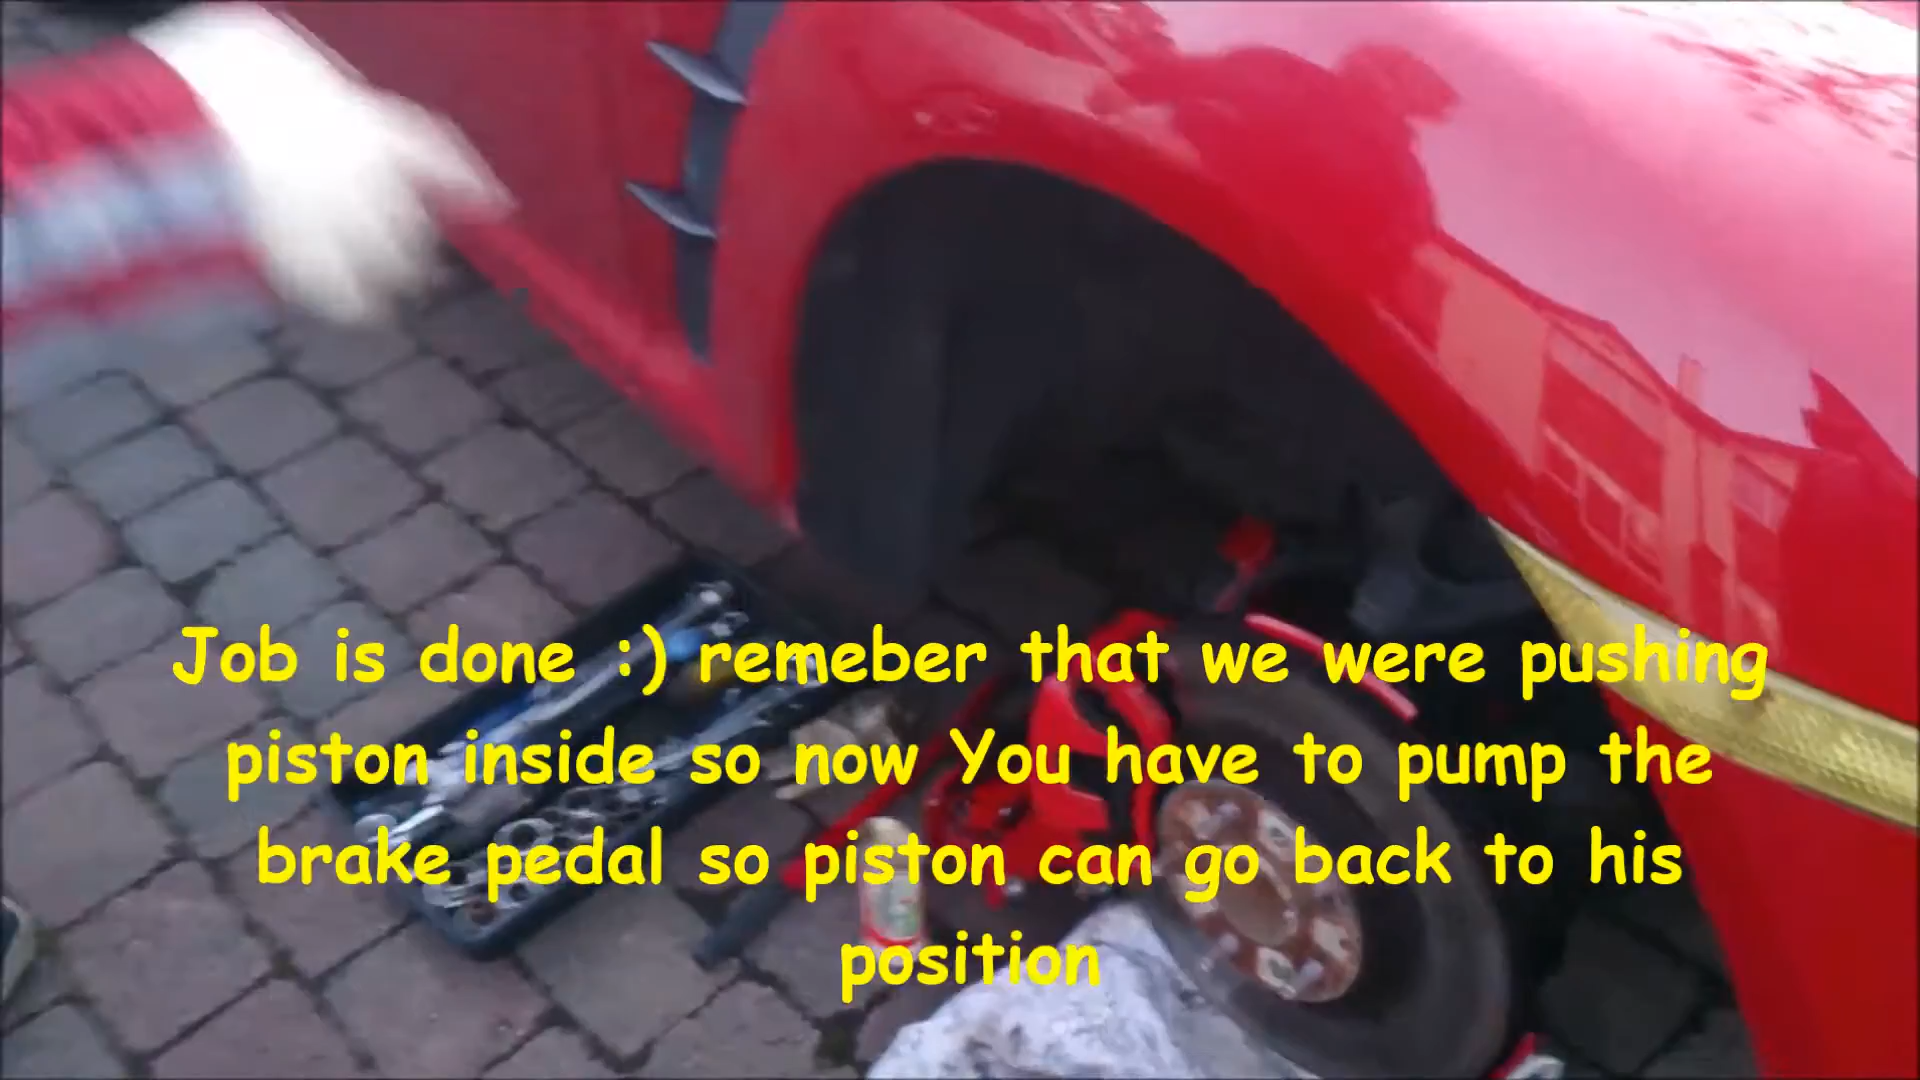 Job is done :) remeber that we were pushing
piston inside so now You have to pump the
brake pedal so piston can go back to his
position